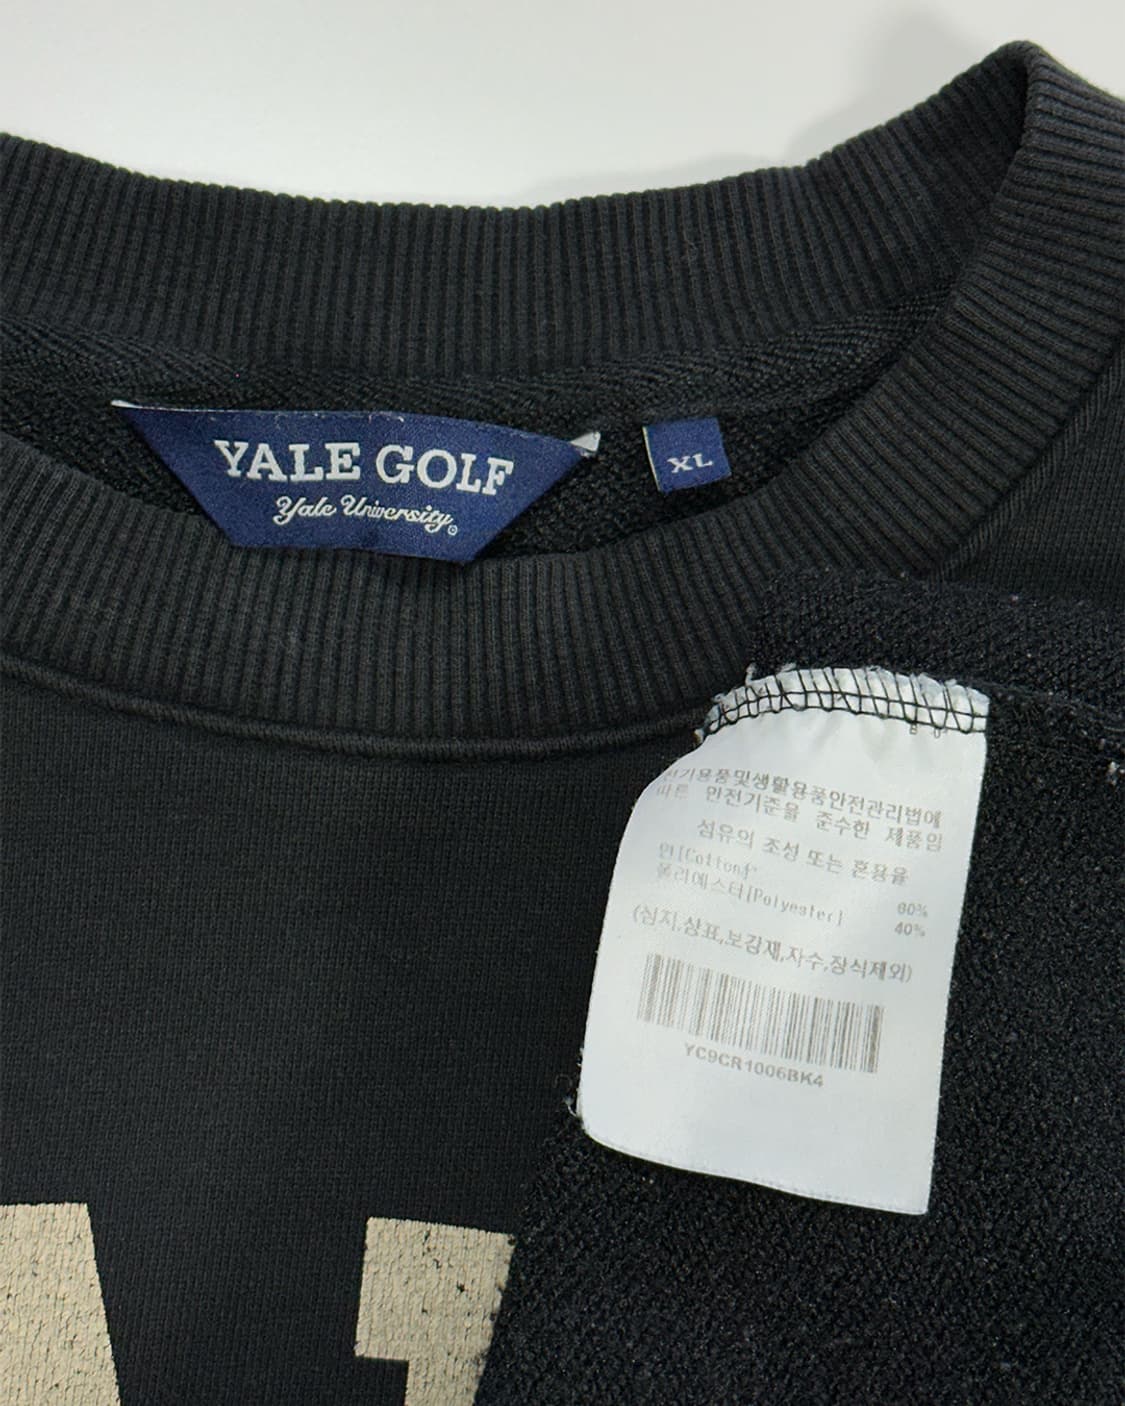 YALE GOLF
Yale University
XL
전기용품및생활용품안전관리법에
따른 안전기준을 준수한 제품임
섬유의 조성 또는 혼용율
면[Cotton] 60%
폴리에스터[Polyester] 40%
(심지,상표,보강재,자수,장식제외)
YC9CR1006BK4